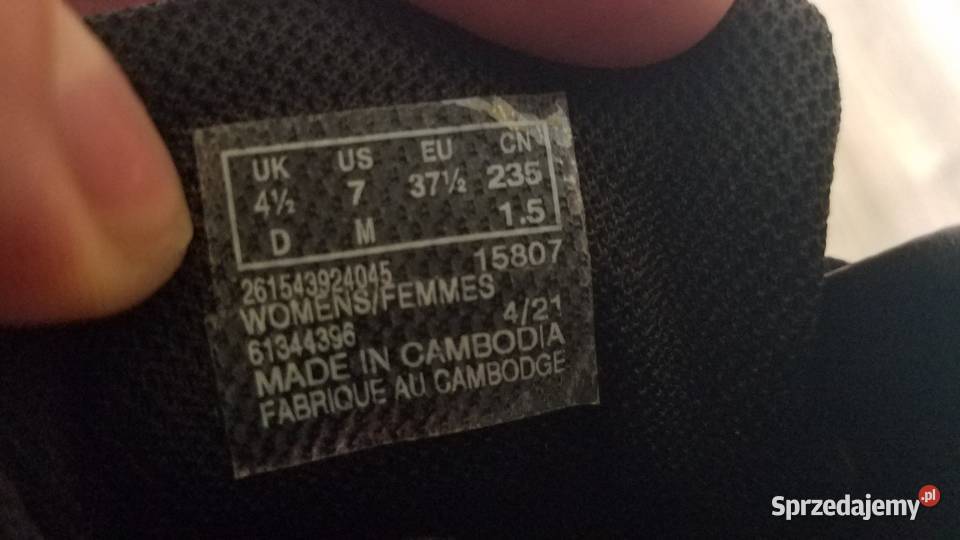 UK US EU CN
4½ 7 37½ 235
D M 1.5
261543924045 15807
WOMENS/FEMMES
61344396 4/21
MADE IN CAMBODIA
FABRIQUE AU CAMBODGE
Sprzedajemy.pl